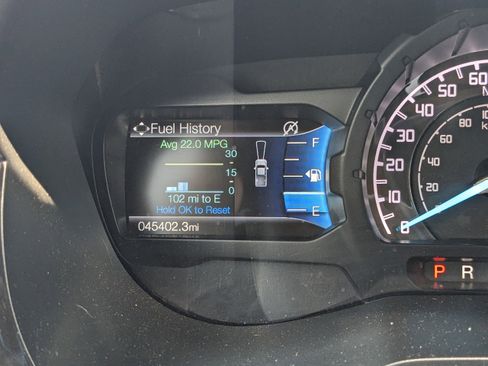 Fuel History
Avg 22.0 MPG
30
15
0
102 mi to E
Hold OK to Reset
045402.3mi
F
E
A
60
50
40
30
20
10
0
100
80
60
40
20
P R